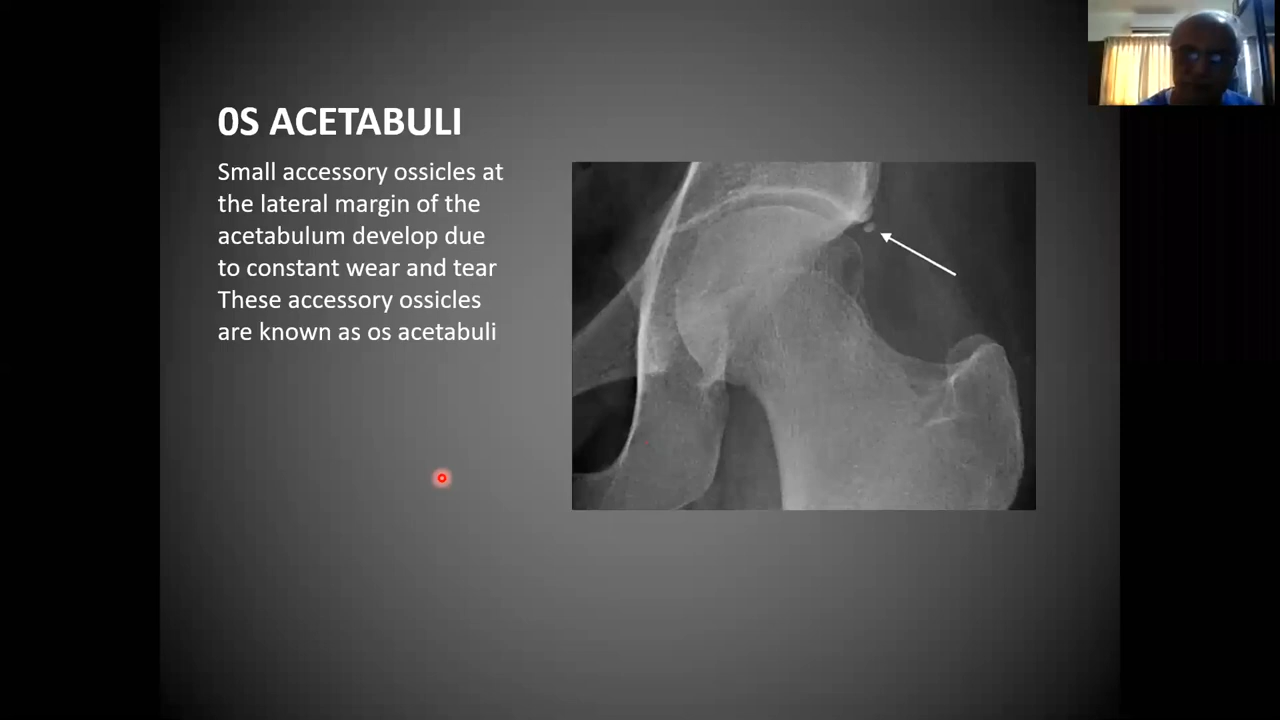 0S ACETABULI
Small accessory ossicles at
the lateral margin of the
acetabulum develop due
to constant wear and tear
These accessory ossicles
are known as os acetabuli